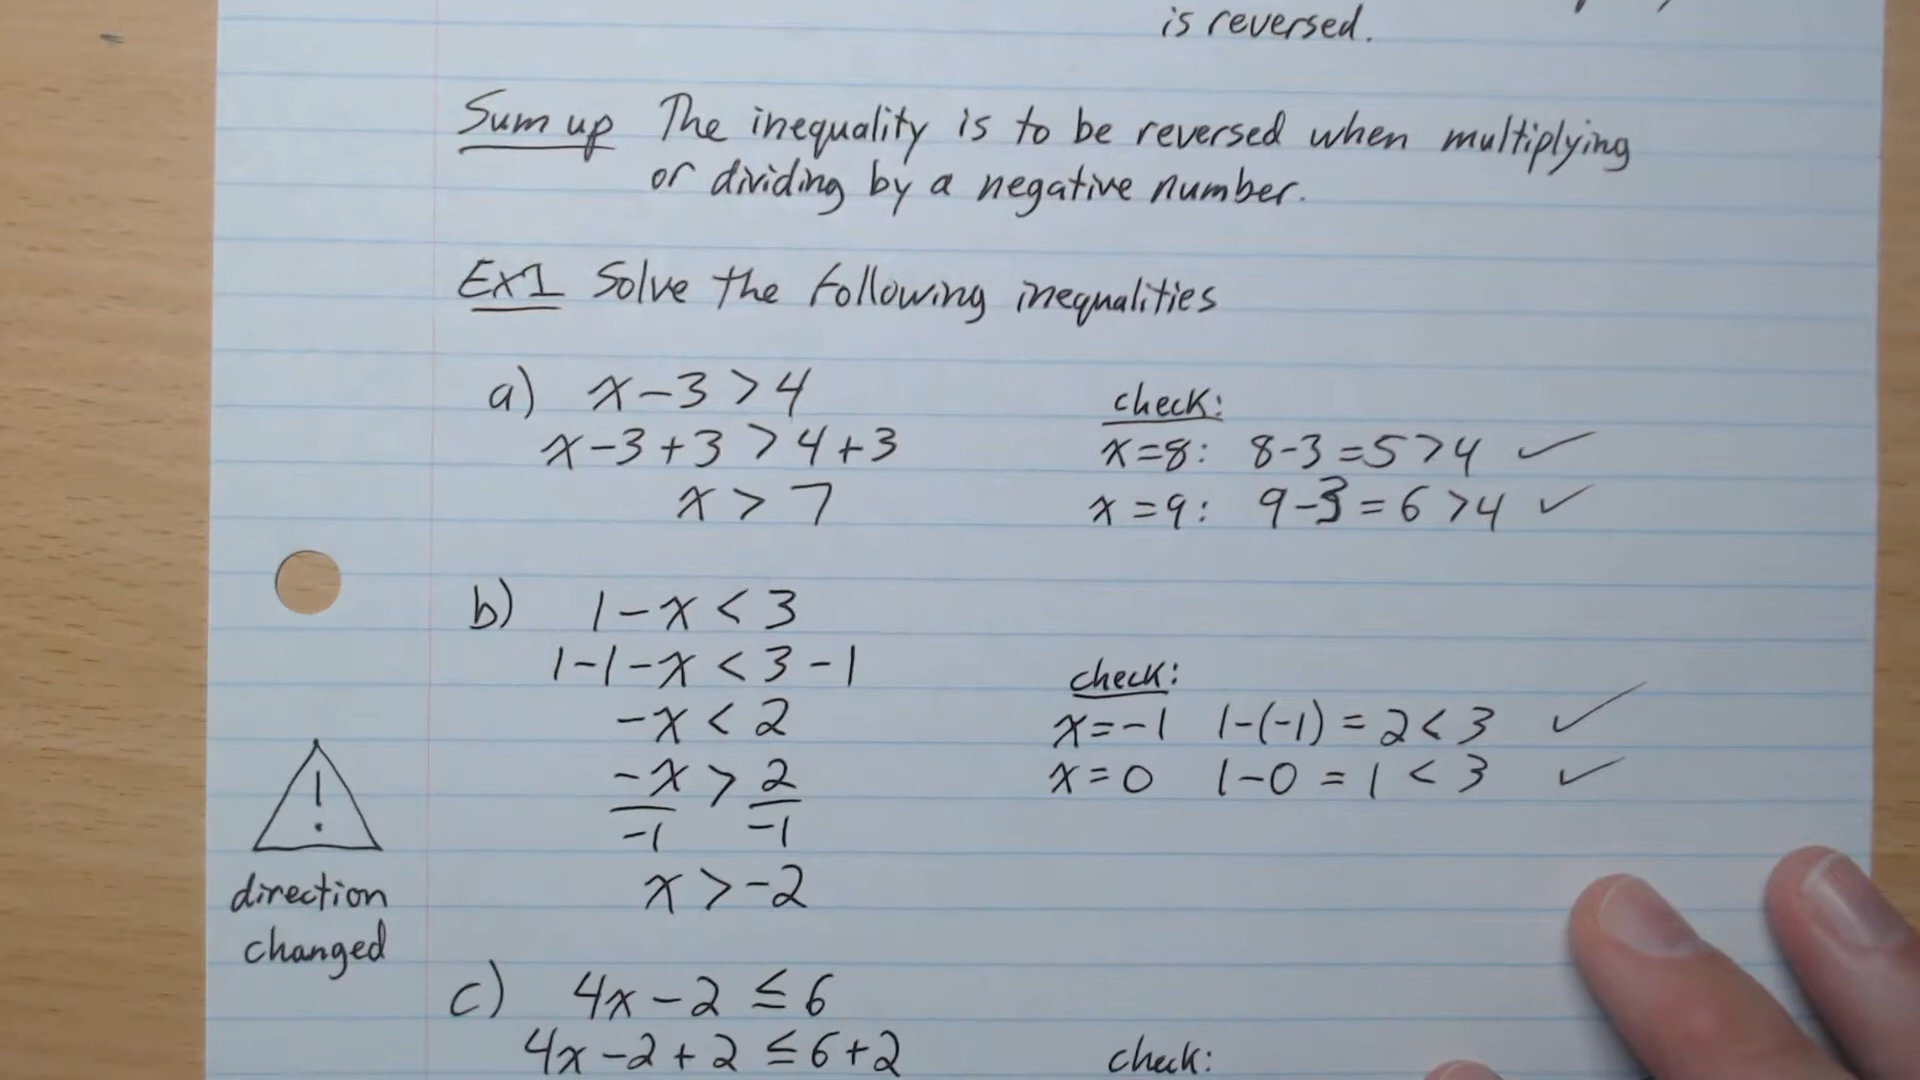 is reversed.
Sum up The inequality is to be reversed when multiplying
or dividing by a negative number.
Ex1 Solve the following inequalities
a) x-3>4
x-3+3>4+3
x>7
check:
x=8: 8-3=5>4 ✓
x=9: 9-3=6>4 ✓
b) 1-x<3
1-1-x<3-1
-x<2
-x/-1 > 2/-1
x>-2
check:
x=-1 1-(-1)=2<3 ✓
x=0 1-0=1<3 ✓
!
direction
changed
c) 4x-2≤6
4x-2+2≤6+2
check: